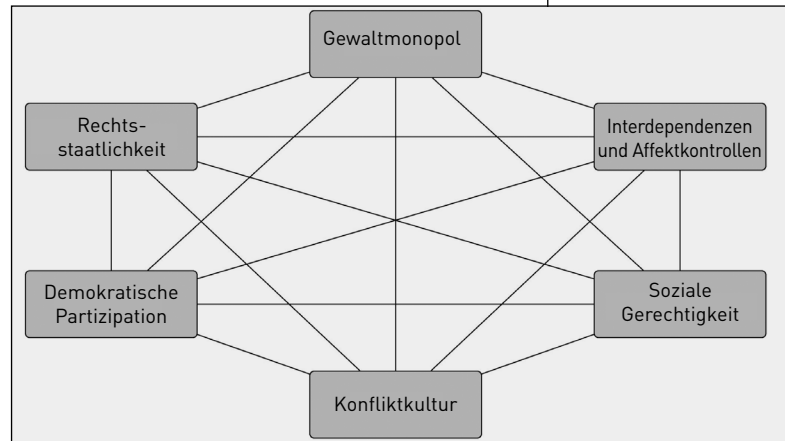 Gewaltmonopol
Rechts-
staatlichkeit
Interdependenzen
und Affektkontrollen
Demokratische
Partizipation
Soziale
Gerechtigkeit
Konfliktkultur